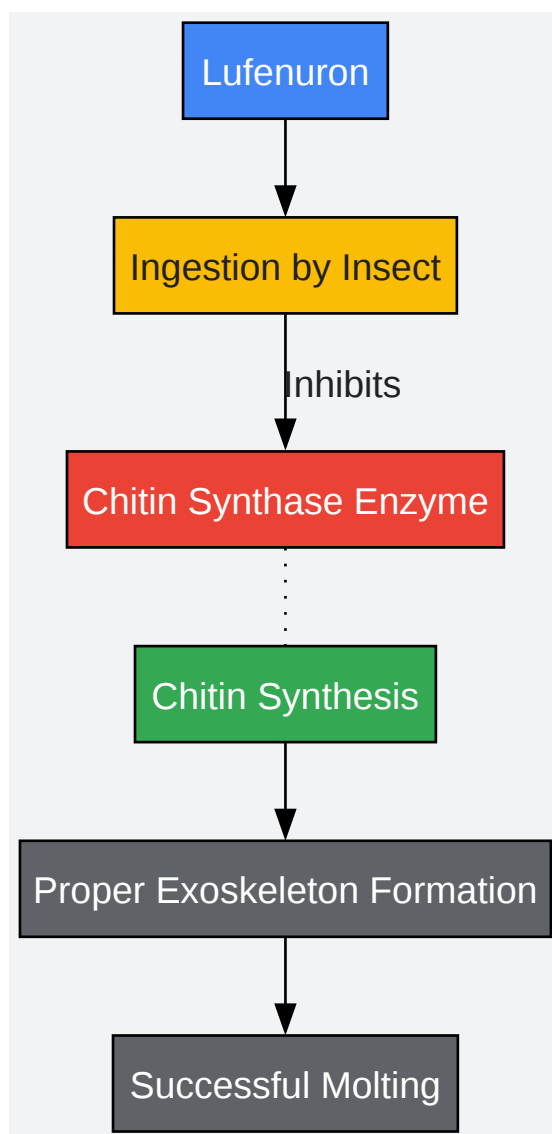 Lufenuron
Ingestion by Insect
Inhibits
Chitin Synthase Enzyme
Chitin Synthesis
Proper Exoskeleton Formation
Successful Molting